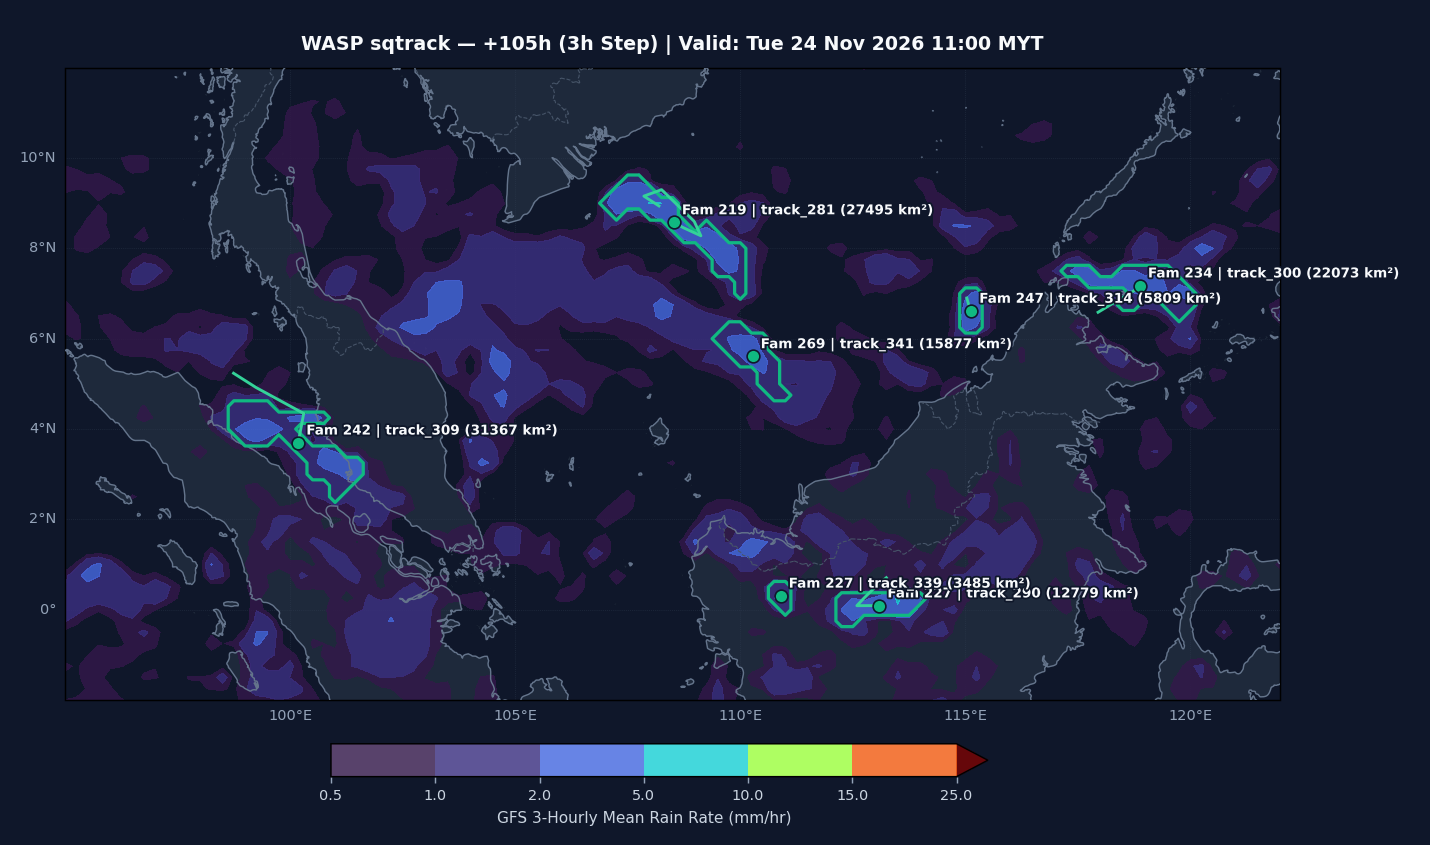 WASP sqtrack — +105h (3h Step) | Valid: Tue 24 Nov 2026 11:00 MYT
10°N
8°N
6°N
4°N
2°N
0°
Fam 219 | track_281 (27495 km²)
Fam 234 | track_300 (22073 km²)
Fam 247 | track_314 (5809 km²)
Fam 269 | track_341 (15877 km²)
Fam 242 | track_309 (31367 km²)
Fam 227 | track_339 (3485 km²)
Fam 227 | track_290 (12779 km²)
100°E 105°E 110°E 115°E 120°E
0.5 1.0 2.0 5.0 10.0 15.0 25.0
GFS 3-Hourly Mean Rain Rate (mm/hr)